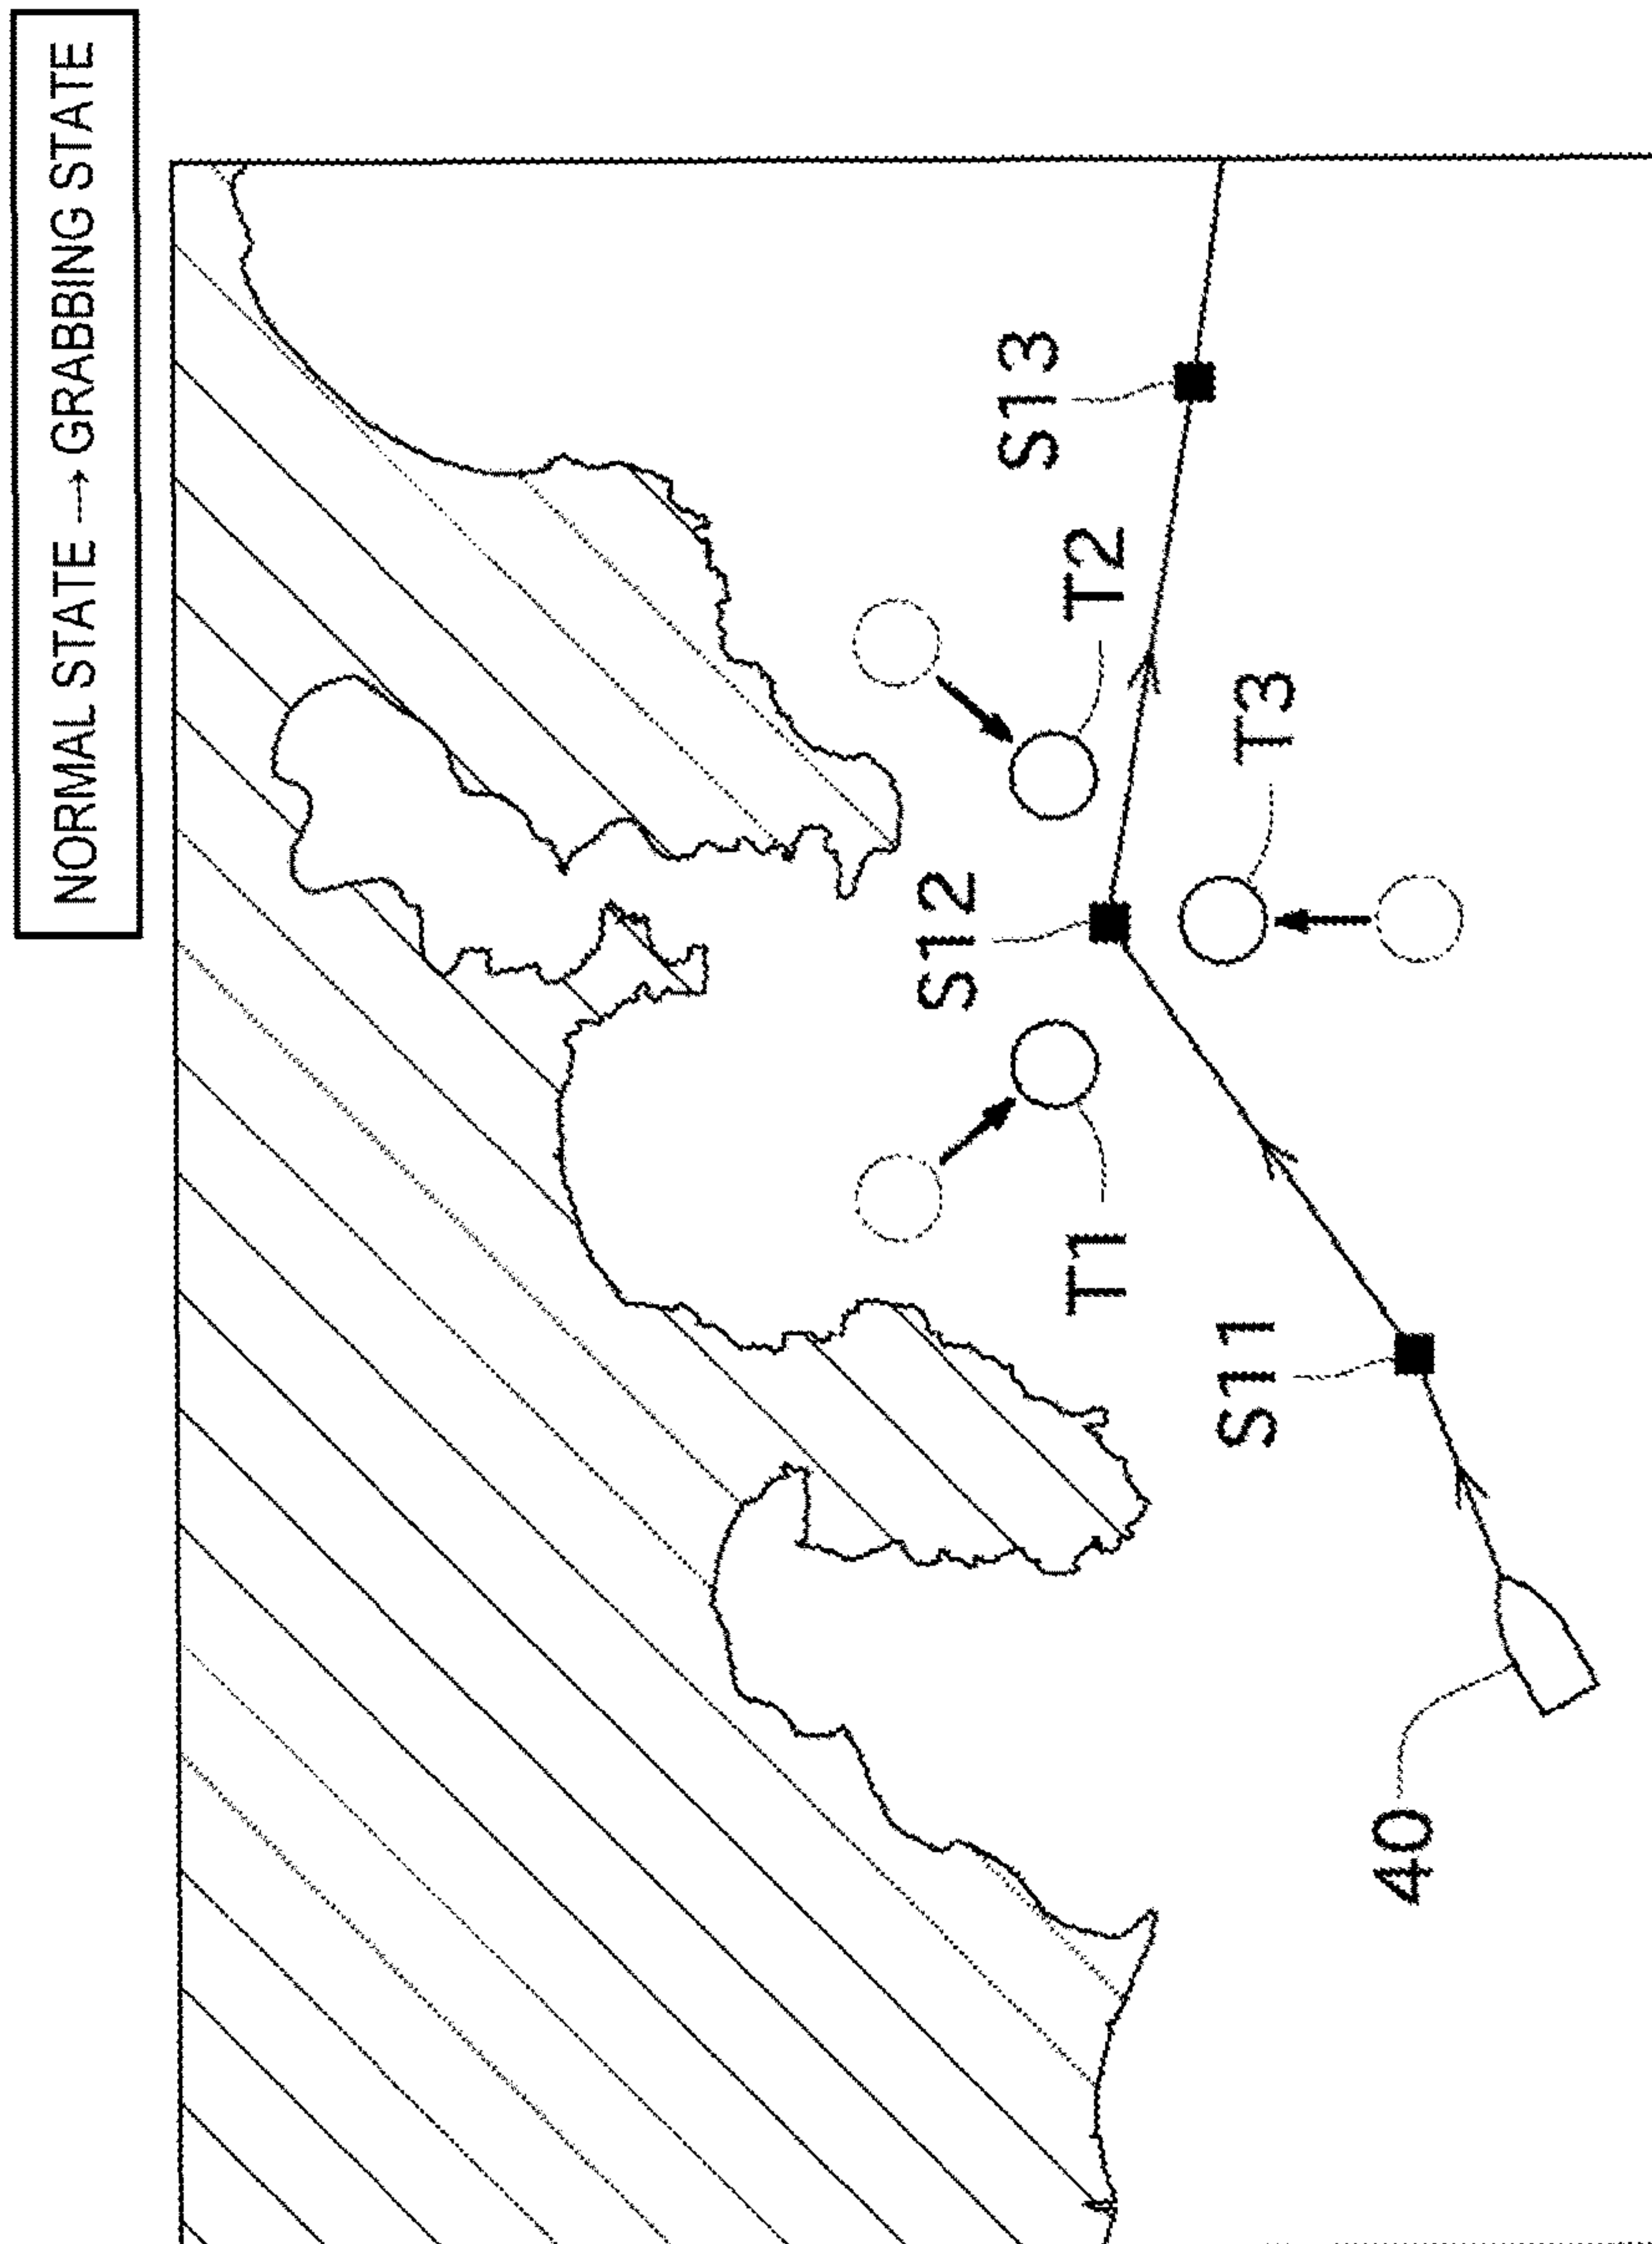 NORMAL STATE → GRABBING STATE
S12
S13
T1
T2
S11
T3
40